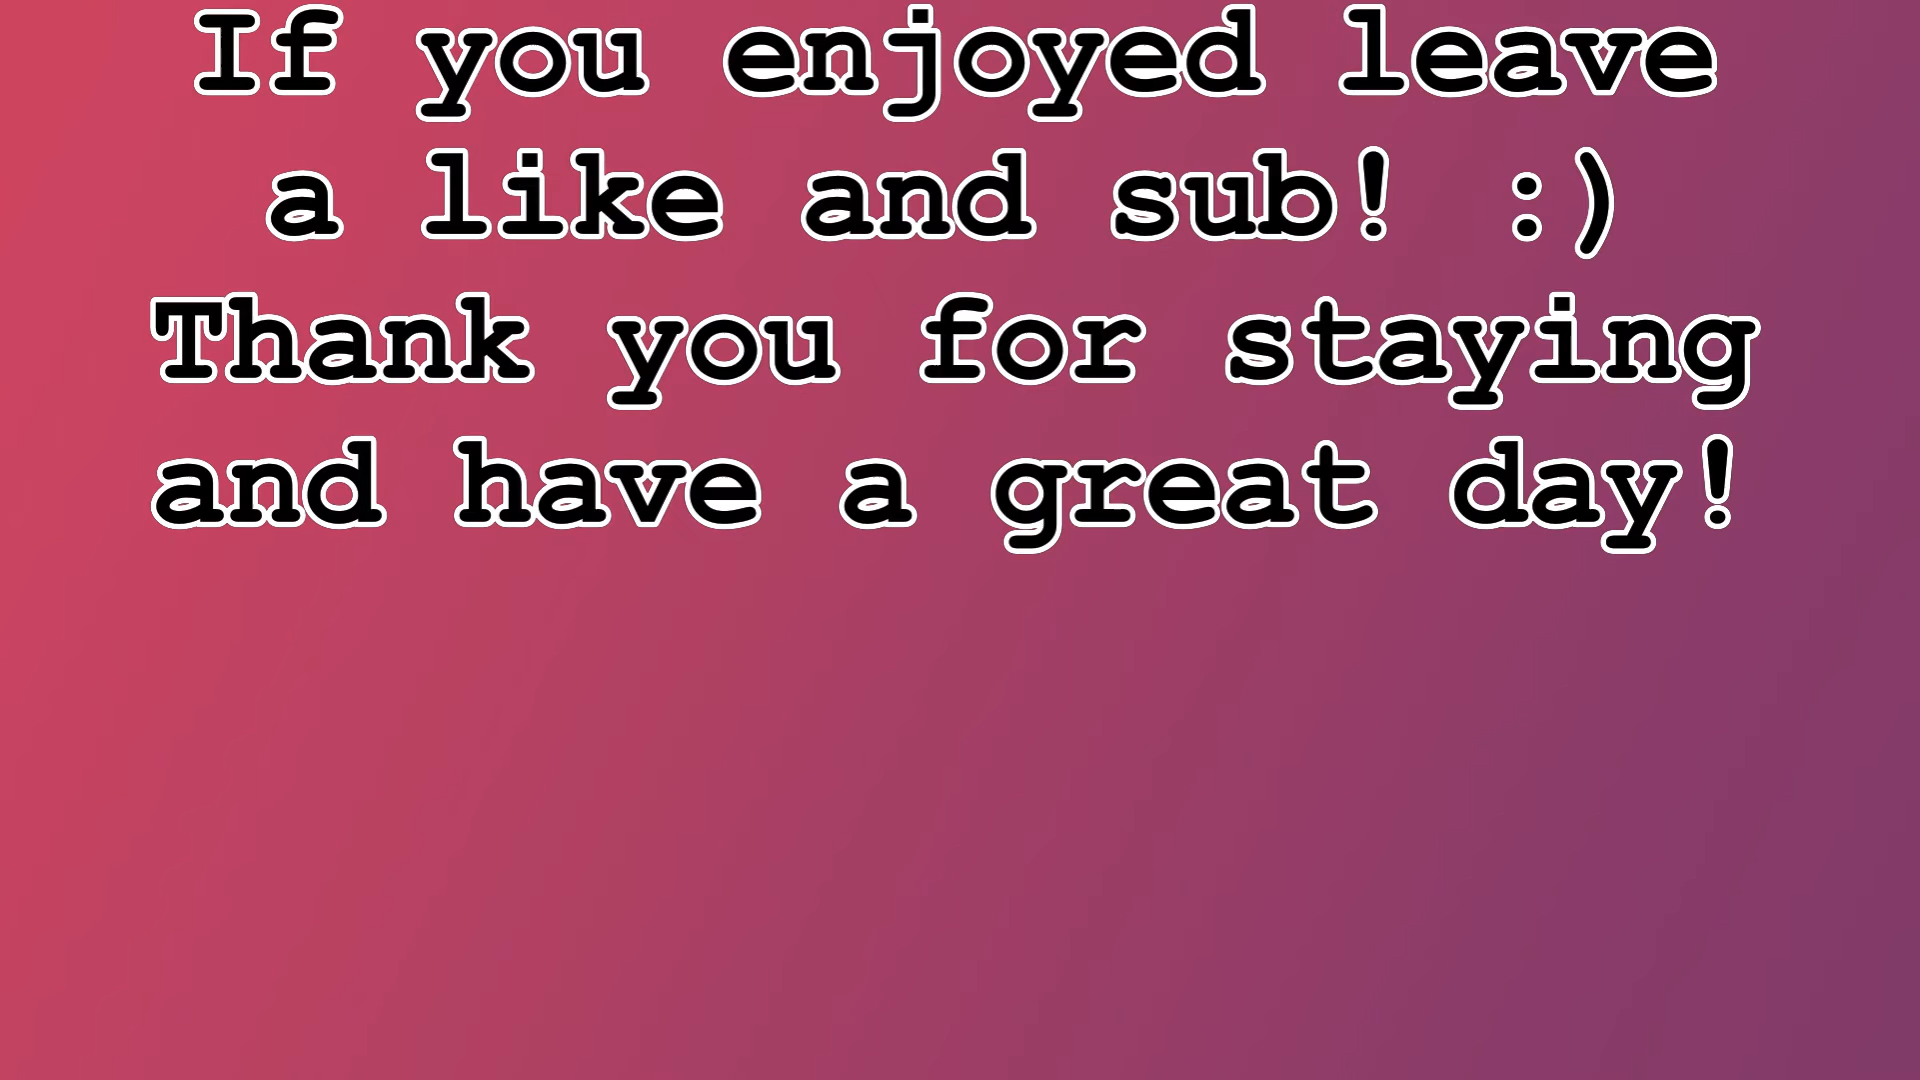 If you enjoyed leave
a like and sub! :)
Thank you for staying
and have a great day!